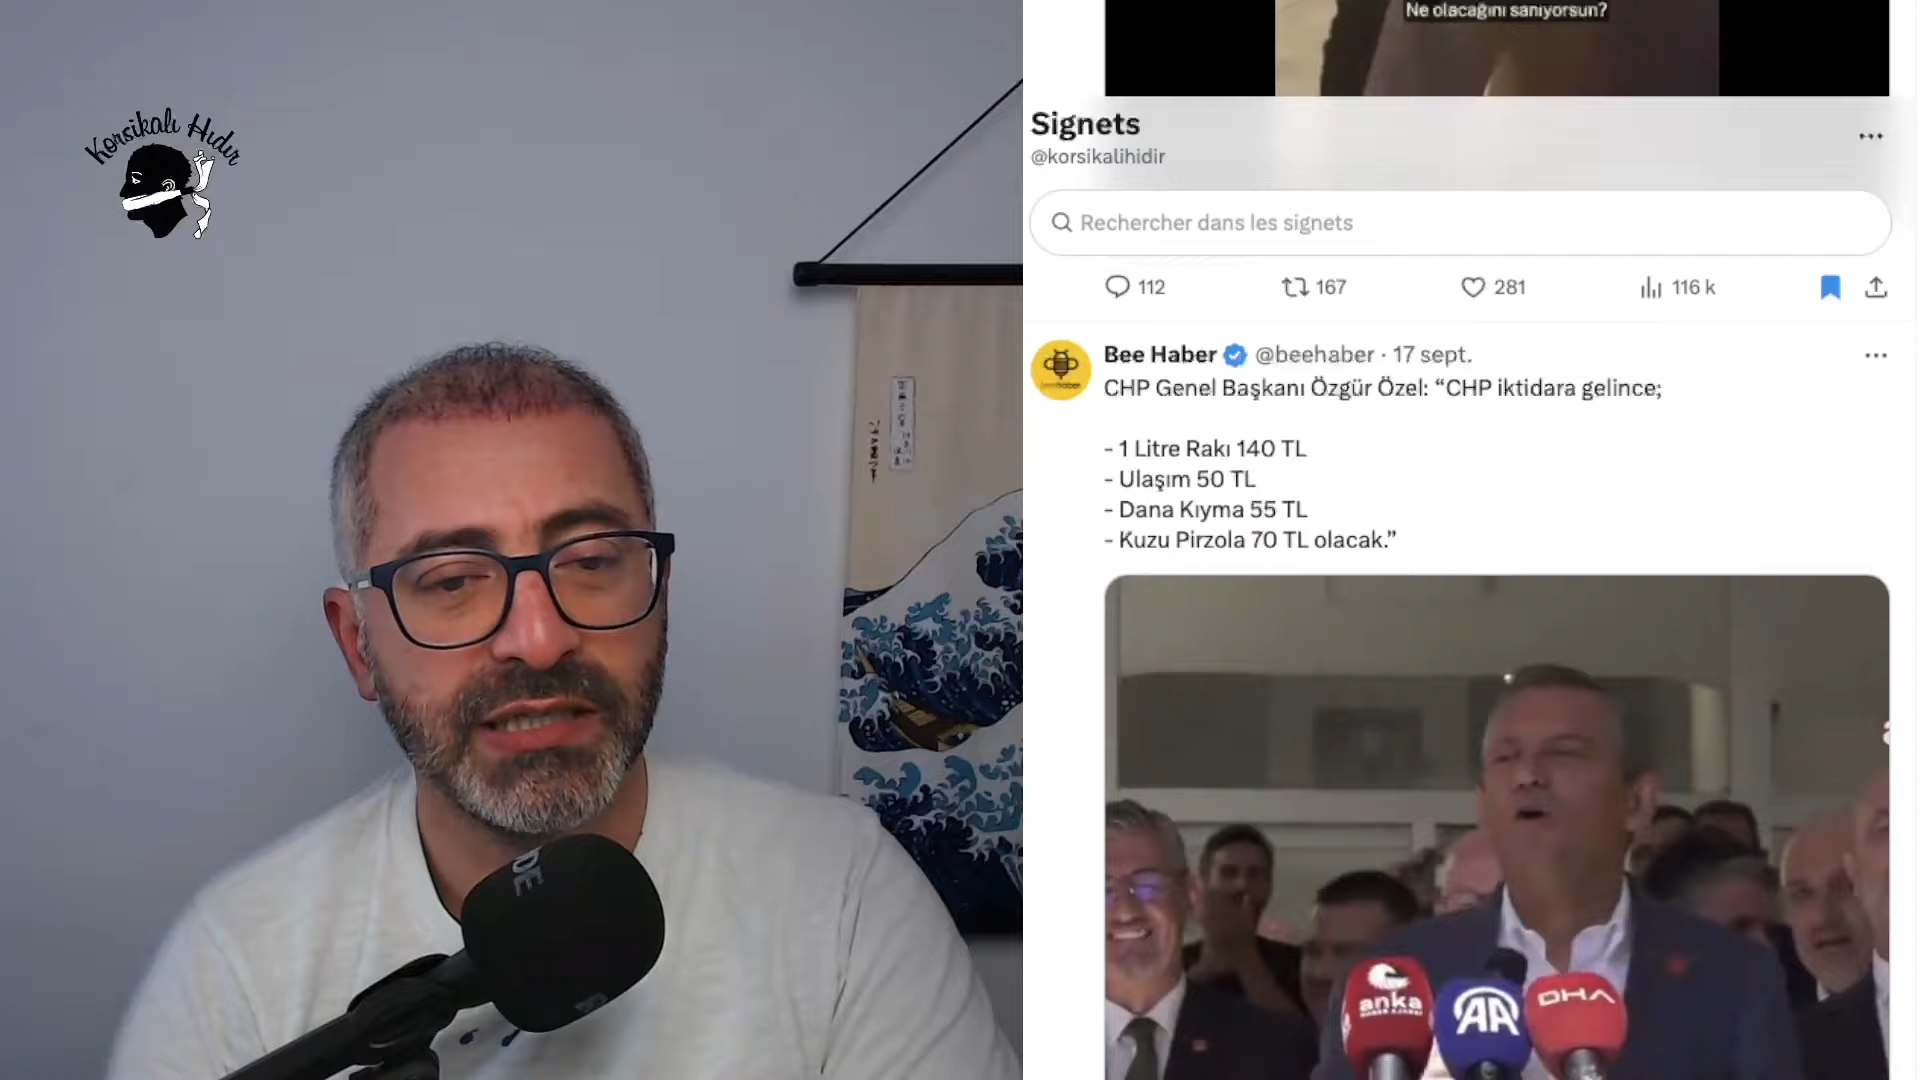 Korsikalı Hıdır
Ne olacağını sanıyorsun?
Signets
@korsikalihidir
Rechercher dans les signets
112 167 281 116 k
Bee Haber @beehaber · 17 sept.
CHP Genel Başkanı Özgür Özel: “CHP iktidara gelince;
- 1 Litre Rakı 140 TL
- Ulaşım 50 TL
- Dana Kıyma 55 TL
- Kuzu Pirzola 70 TL olacak.”
anka
HABER AJANSI
AA
DHA